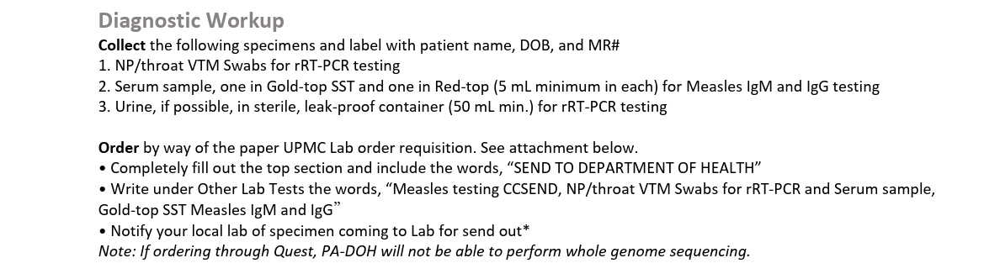 Diagnostic Workup
Collect the following specimens and label with patient name, DOB, and MR#
1. NP/throat VTM Swabs for rRT-PCR testing
2. Serum sample, one in Gold-top SST and one in Red-top (5 mL minimum in each) for Measles IgM and IgG testing
3. Urine, if possible, in sterile, leak-proof container (50 mL min.) for rRT-PCR testing
Order by way of the paper UPMC Lab order requisition. See attachment below.
• Completely fill out the top section and include the words, “SEND TO DEPARTMENT OF HEALTH”
• Write under Other Lab Tests the words, “Measles testing CCSEND, NP/throat VTM Swabs for rRT-PCR and Serum sample,
Gold-top SST Measles IgM and IgG”
• Notify your local lab of specimen coming to Lab for send out*
Note: If ordering through Quest, PA-DOH will not be able to perform whole genome sequencing.